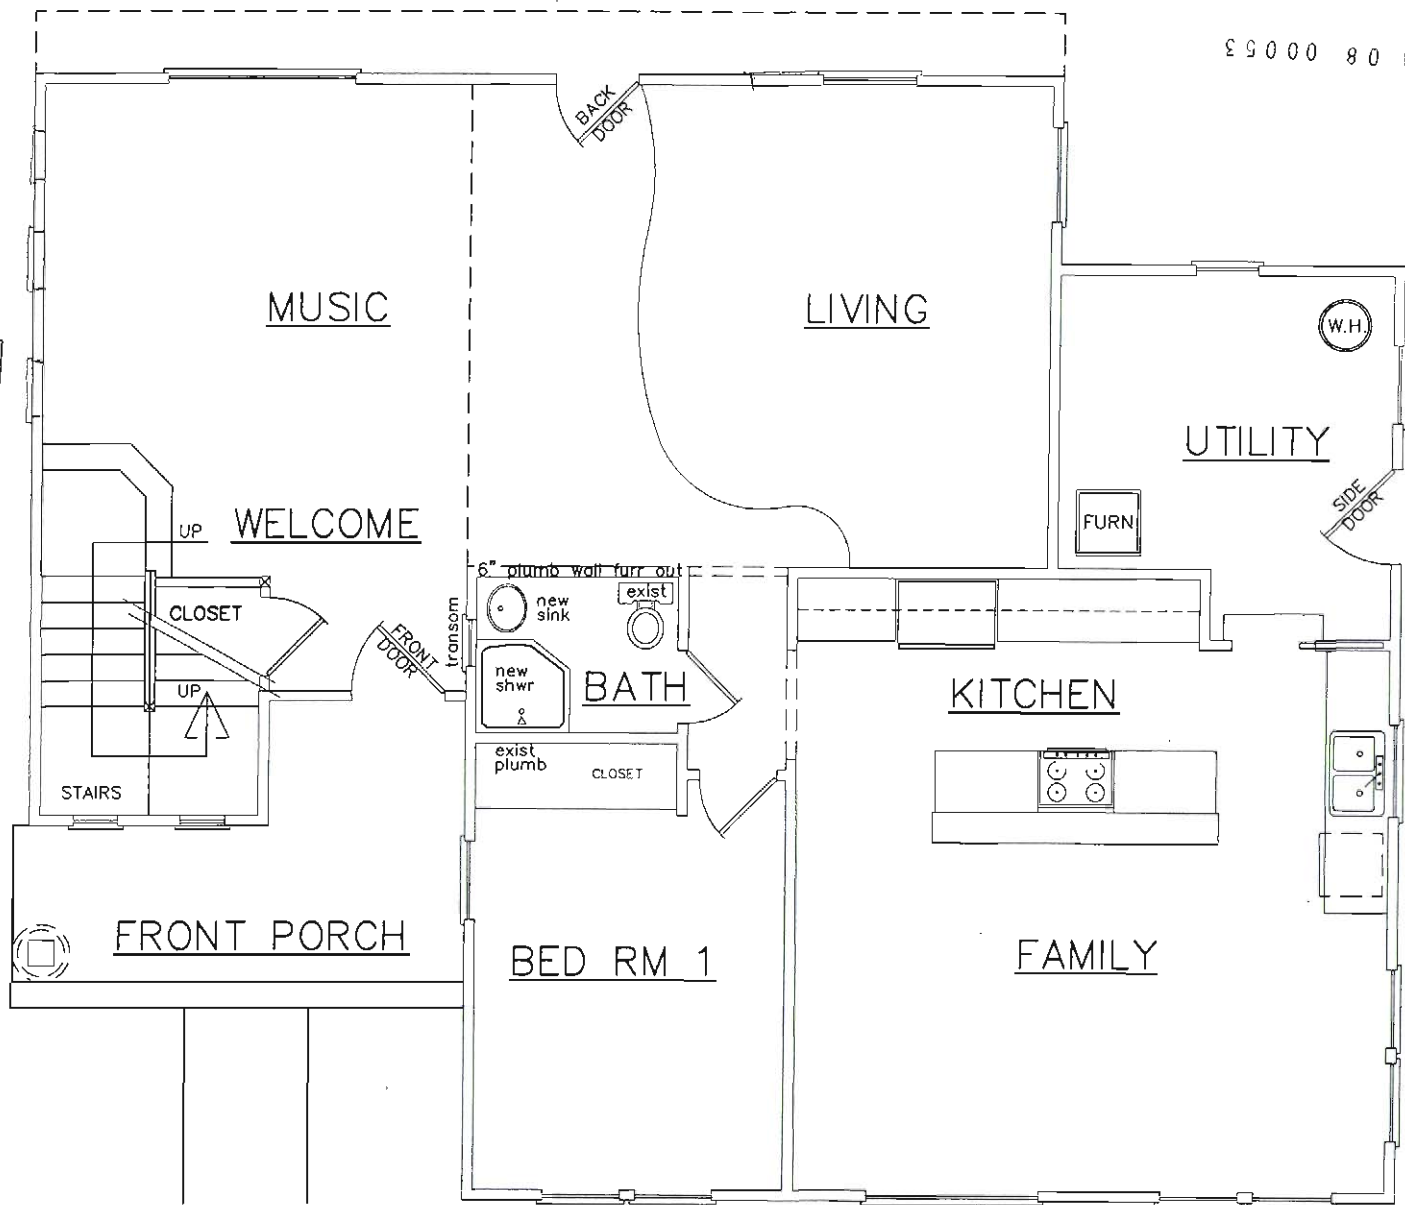 08 00053
BACK
DOOR
MUSIC
LIVING
W.H.
UTILITY
SIDE
DOOR
FURN
UP
WELCOME
6" plumb wall furr out
CLOSET
transom
new
sink
exist
FRONT
DOOR
new
shwr
BATH
UP
KITCHEN
exist
plumb
CLOSET
STAIRS
FRONT PORCH
BED RM 1
FAMILY